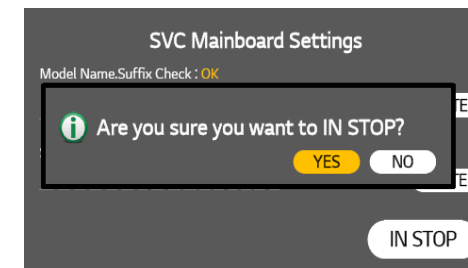 SVC Mainboard Settings
Model Name.Suffix Check : OK
Are you sure you want to IN STOP?
YES NO
IN STOP